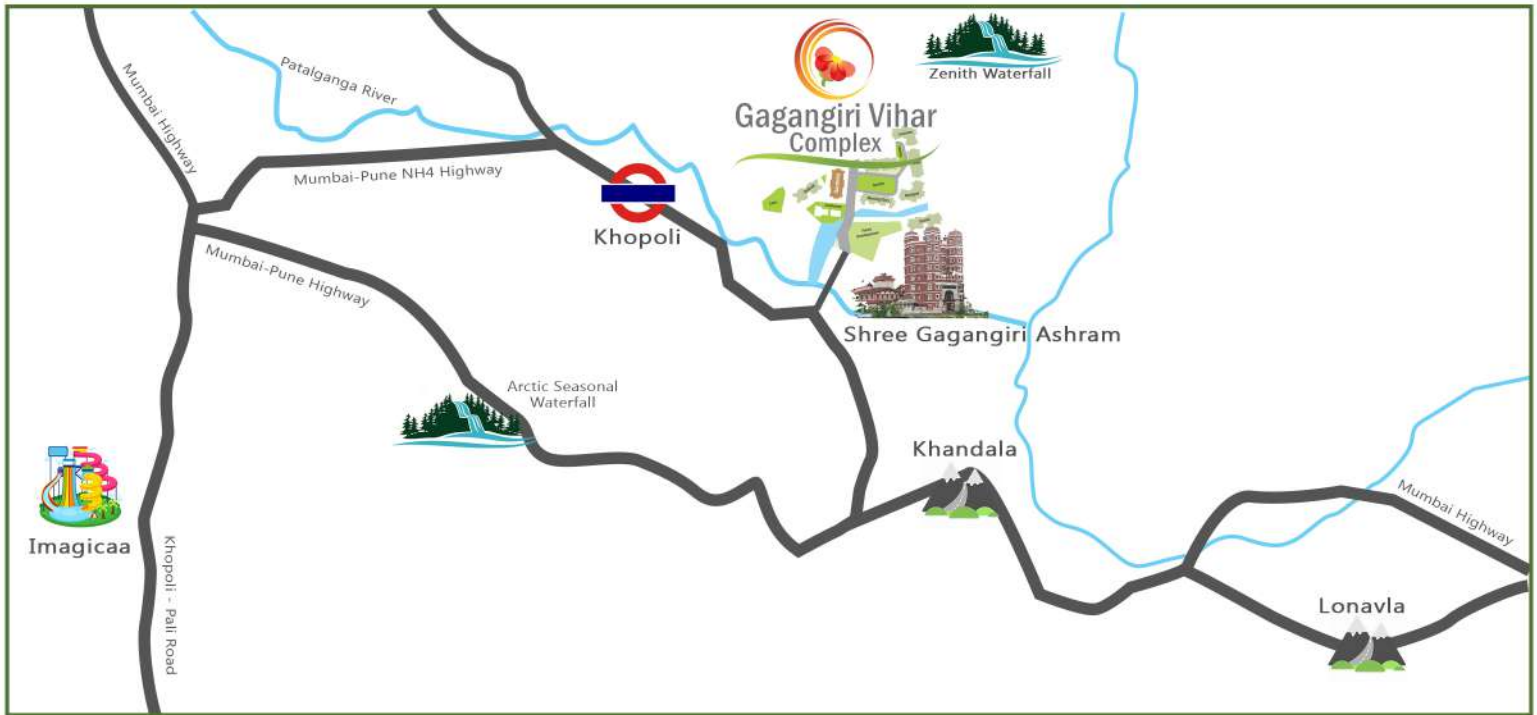 Mumbai Highway
Patalganga River
Zenith Waterfall
Gagangiri Vihar
Complex
Mumbai-Pune NH4 Highway
Khopoli
Mumbai-Pune Highway
Shree Gagangiri Ashram
Arctic Seasonal
Waterfall
Khandala
Mumbai Highway
Imagicaa
Khopoli - Pali Road
Lonavla